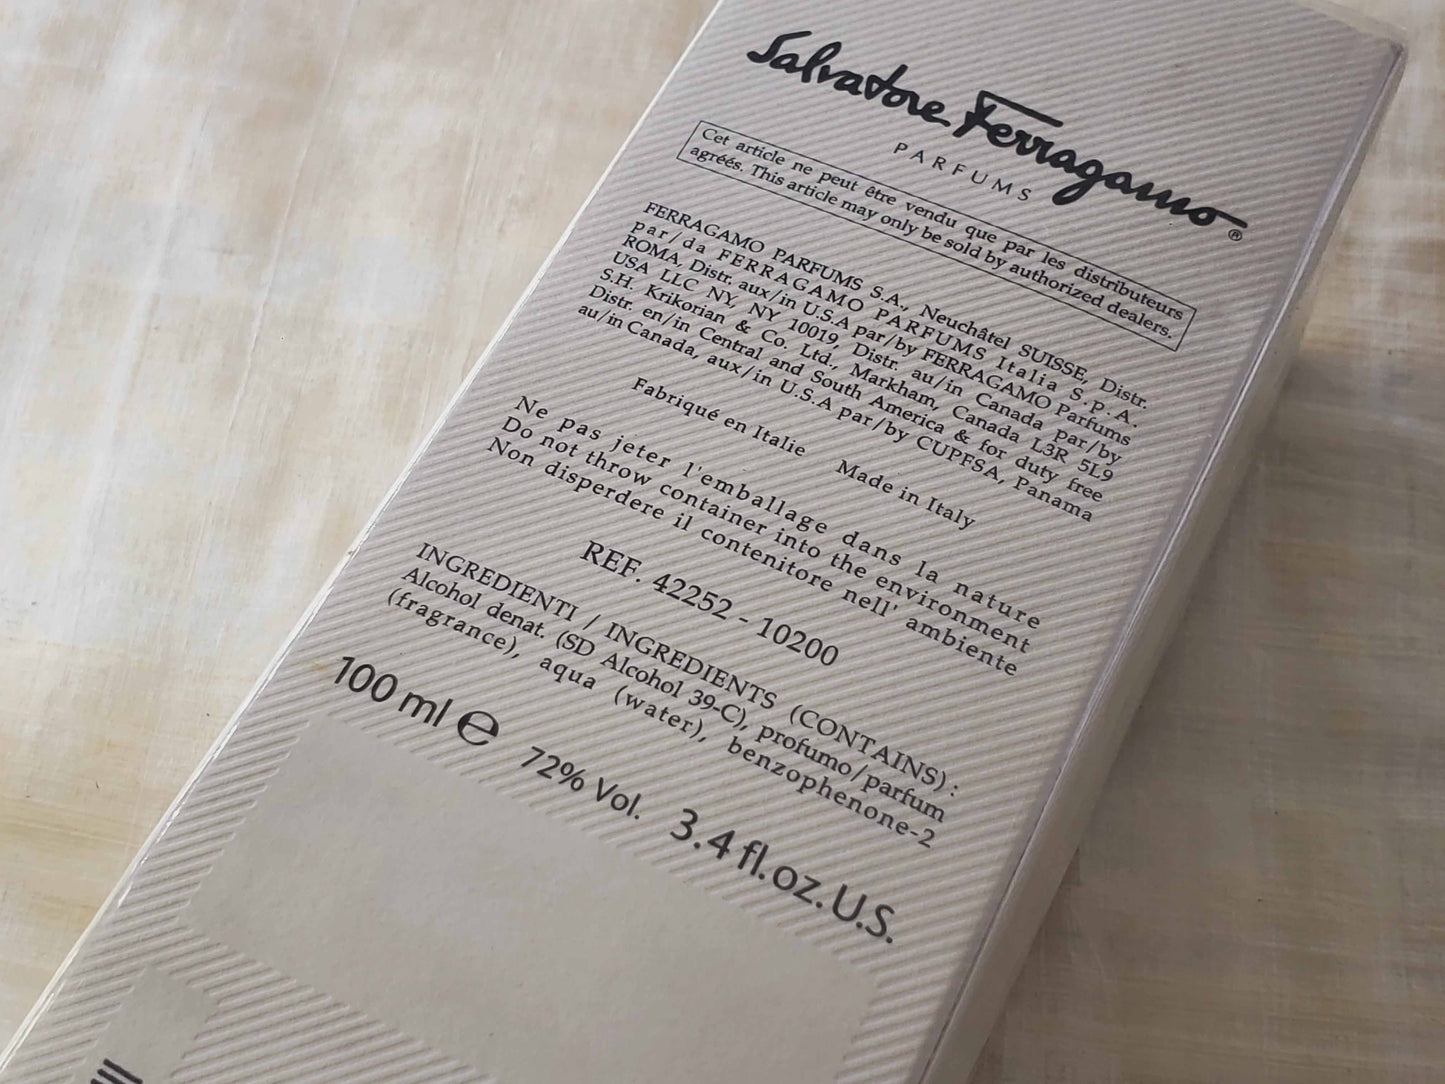 Salvatore Ferragamo®
PARFUMS
Cet article ne peut être vendu que par les distributeurs
agréés. This article may only be sold by authorized dealers.
FERRAGAMO PARFUMS S.A., Neuchâtel SUISSE, Distr.
par/da FERRAGAMO PARFUMS Italia S.p.A.
ROMA, Distr. aux/in U.S.A par/by FERRAGAMO Parfums
USA LLC NY, NY 10019, Distr. au/in Canada par/by
S.H. Krikorian & Co. Ltd., Markham, Canada L3R 5L9
Distr. en/in Central and South America & for duty free
au/in Canada, aux/in U.S.A par/by CUPFSA, Panama
Fabriqué en Italie Made in Italy
Ne pas jeter l'emballage dans la nature
Do not throw container into the environment
Non disperdere il contenitore nell' ambiente
REF. 42252 - 10200
INGREDIENTI / INGREDIENTS (CONTAINS) :
Alcohol denat. (SD Alcohol 39-C), profumo/parfum
(fragrance), aqua (water), benzophenone-2
100 ml ℮ 72% Vol. 3.4 fl.oz.U.S.